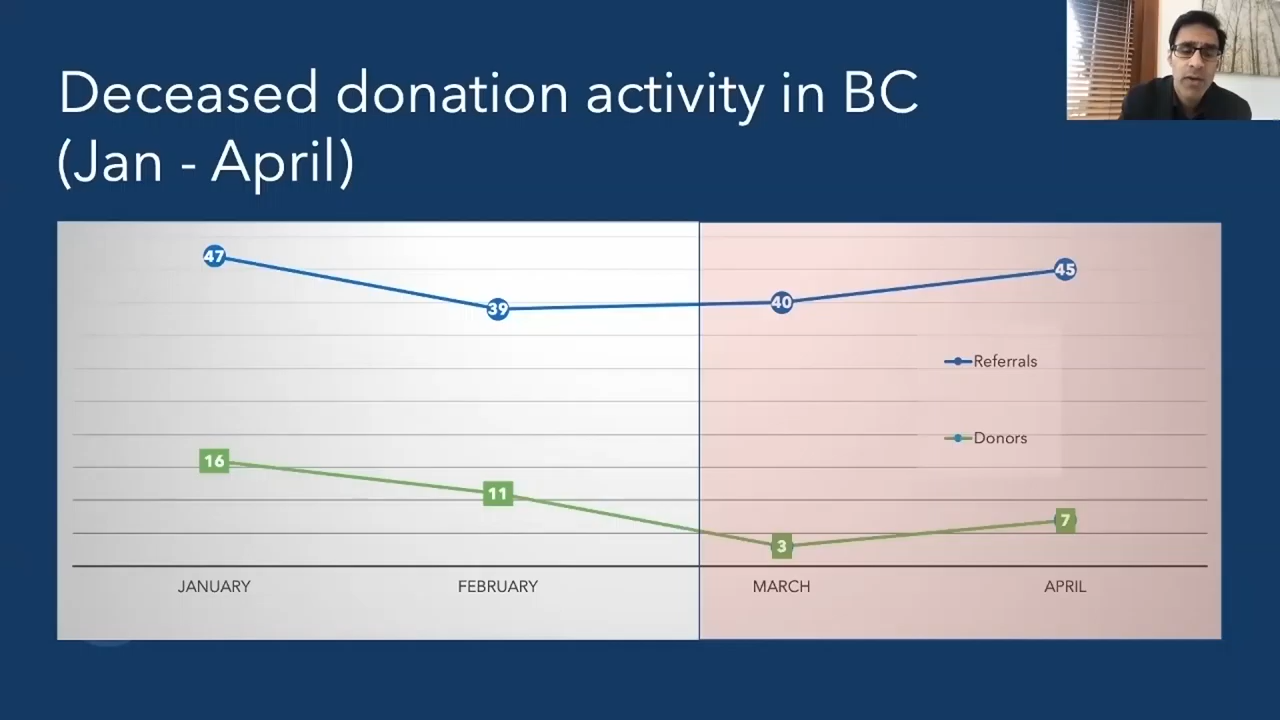 Deceased donation activity in BC
(Jan - April)
47
39
40
45
Referrals
Donors
16
11
3
7
JANUARY
FEBRUARY
MARCH
APRIL